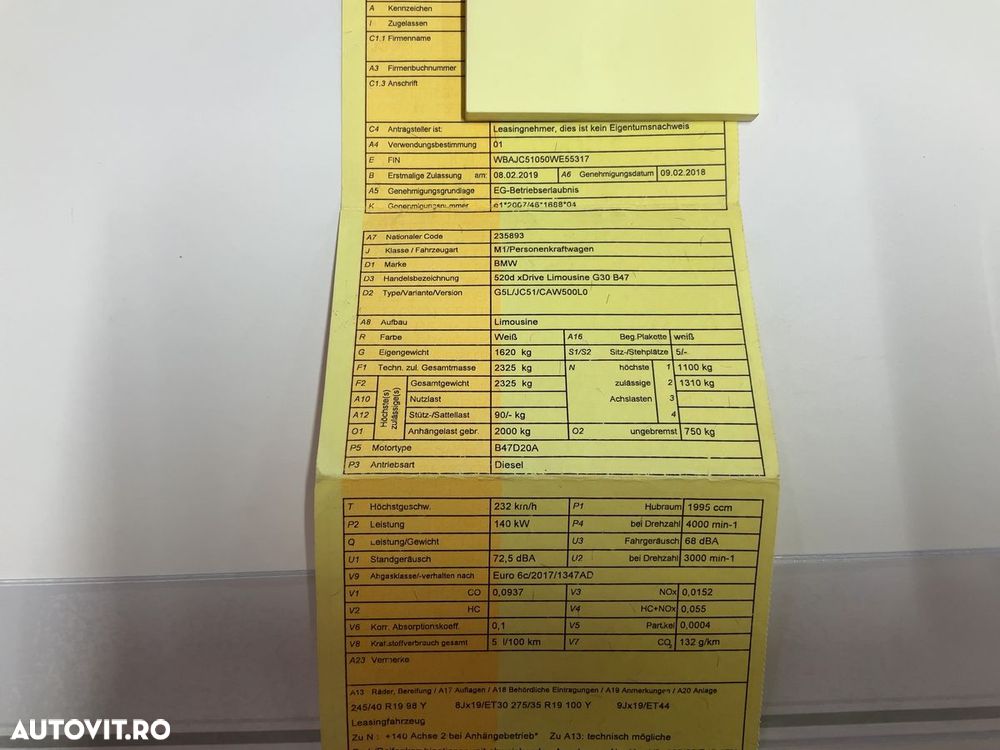 A Kennzeichen
I Zugelassen
C1.1 Firmenname
A3 Firmenbuchnummer
C1.3 Anschrift
C4 Antragsteller ist: Leasingnehmer, dies ist kein Eigentumsnachweis
A4 Verwendungsbestimmung 01
E FIN WBAJC51050WE55317
B Erstmalige Zulassung am: 08.02.2019 A6 Genehmigungsdatum 09.02.2018
A5 Genehmigungsgrundlage EG-Betriebserlaubnis
K Genehmigungsnummer e1*2007/46*1688*04
A7 Nationaler Code 235893
J Klasse / Fahrzeugart M1/Personenkraftwagen
D1 Marke BMW
D3 Handelsbezeichnung 520d xDrive Limousine G30 B47
D2 Type/Variante/Version G5L/JC51/CAW500L0
A8 Aufbau Limousine
R Farbe Weiß A16 Beg.Plakette weiß
G Eigengewicht 1620 kg S1/S2 Sitz-/Stehplätze 5/-
F1 Techn. zul. Gesamtmasse 2325 kg N höchste 1 1100 kg
F2 Höchste(s) zulässige(s) Gesamtgewicht 2325 kg zulässige 2 1310 kg
A10 Nutzlast Achslasten 3
A12 Stütz-/Sattellast 90/- kg 4
O1 Anhängelast gebr. 2000 kg O2 ungebremst 750 kg
P5 Motortype B47D20A
P3 Antriebsart Diesel
T Höchstgeschw. 232 km/h P1 Hubraum 1995 ccm
P2 Leistung 140 kW P4 bei Drehzahl 4000 min-1
Q Leistung/Gewicht U3 Fahrgeräusch 68 dBA
U1 Standgeräusch 72,5 dBA U2 bei Drehzahl 3000 min-1
V9 Abgasklasse/-verhalten nach Euro 6c/2017/1347AD
V1 CO 0,0937 V3 NOx 0,0152
V2 HC V4 HC+NOx 0,055
V6 Korr. Absorptionskoeff. 0,1 V5 Partikel 0,0004
V8 Kraftstoffverbrauch gesamt 5 l/100 km V7 CO2 132 g/km
A23 Vermerke
A13 Räder, Bereifung / A17 Auflagen / A18 Behördliche Eintragungen / A19 Anmerkungen / A20 Anlage
245/40 R19 98 Y 8Jx19/ET30 275/35 R19 100 Y 9Jx19/ET44
Leasingfahrzeug
Zu N : +140 Achse 2 bei Anhängebetrieb* Zu A13: technisch mögliche
AUTOVIT.RO